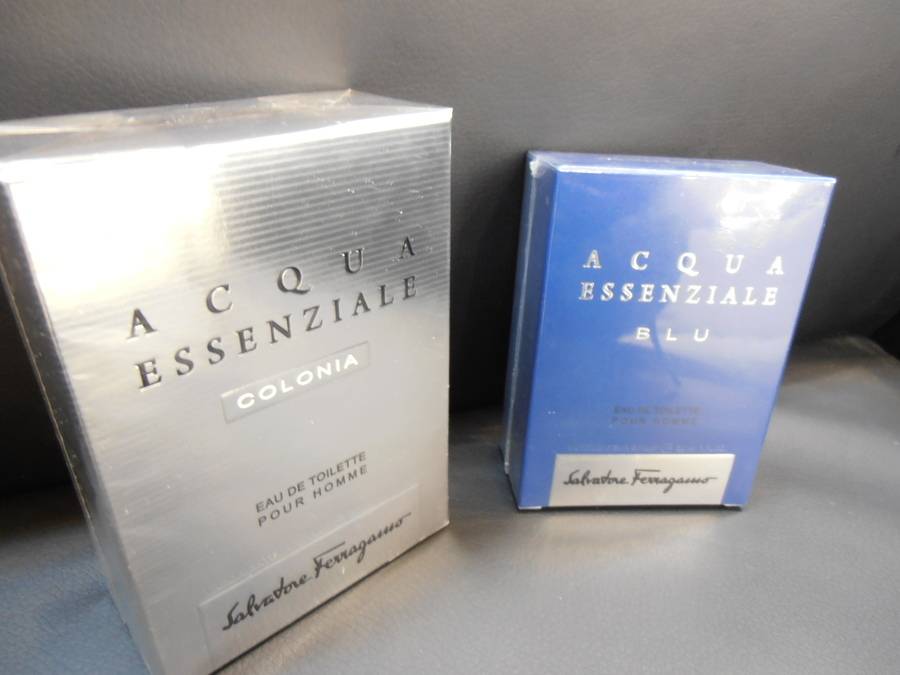 ACQUA
ESSENZIALE
COLONIA
EAU DE TOILETTE
POUR HOMME
Salvatore Ferragamo
ACQUA
ESSENZIALE
BLU
EAU DE TOILETTE
POUR HOMME
Salvatore Ferragamo